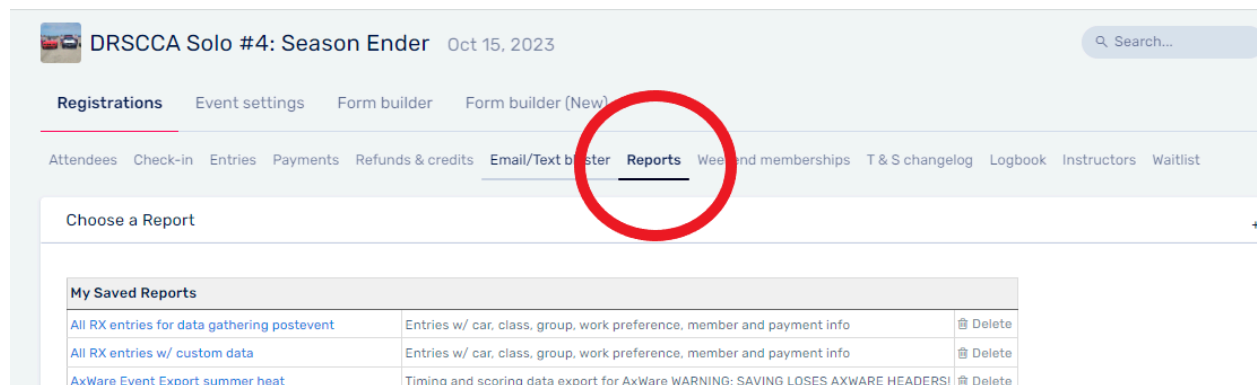 DRSCCA Solo #4: Season Ender Oct 15, 2023 Search...
Registrations Event settings Form builder Form builder (New)
Attendees Check-in Entries Payments Refunds & credits Email/Text blaster Reports Weekend memberships T & S changelog Logbook Instructors Waitlist
Choose a Report +
My Saved Reports
All RX entries for data gathering postevent Entries w/ car, class, group, work preference, member and payment info Delete
All RX entries w/ custom data Entries w/ car, class, group, work preference, member and payment info Delete
AxWare Event Export summer heat Timing and scoring data export for AxWare WARNING: SAVING LOSES AXWARE HEADERS! Delete